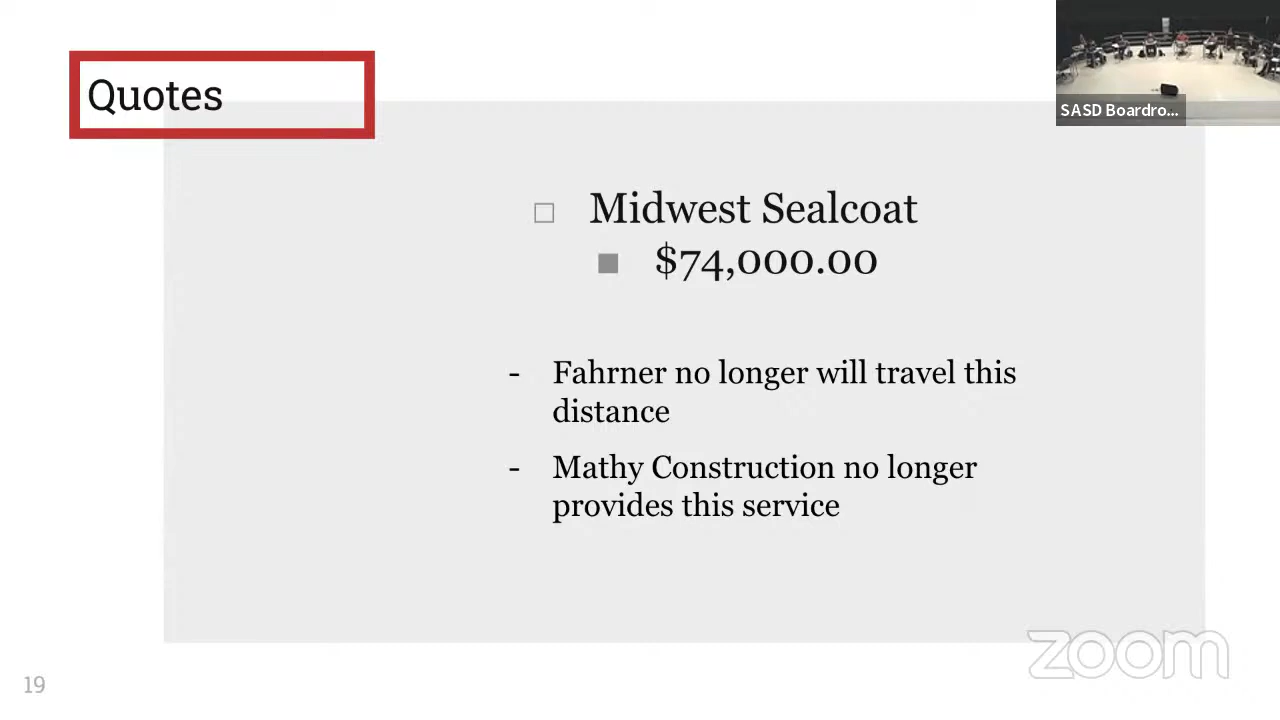 Quotes
SASD Boardro...
Midwest Sealcoat
$74,000.00
- Fahrner no longer will travel this
distance
- Mathy Construction no longer
provides this service
zoom
19